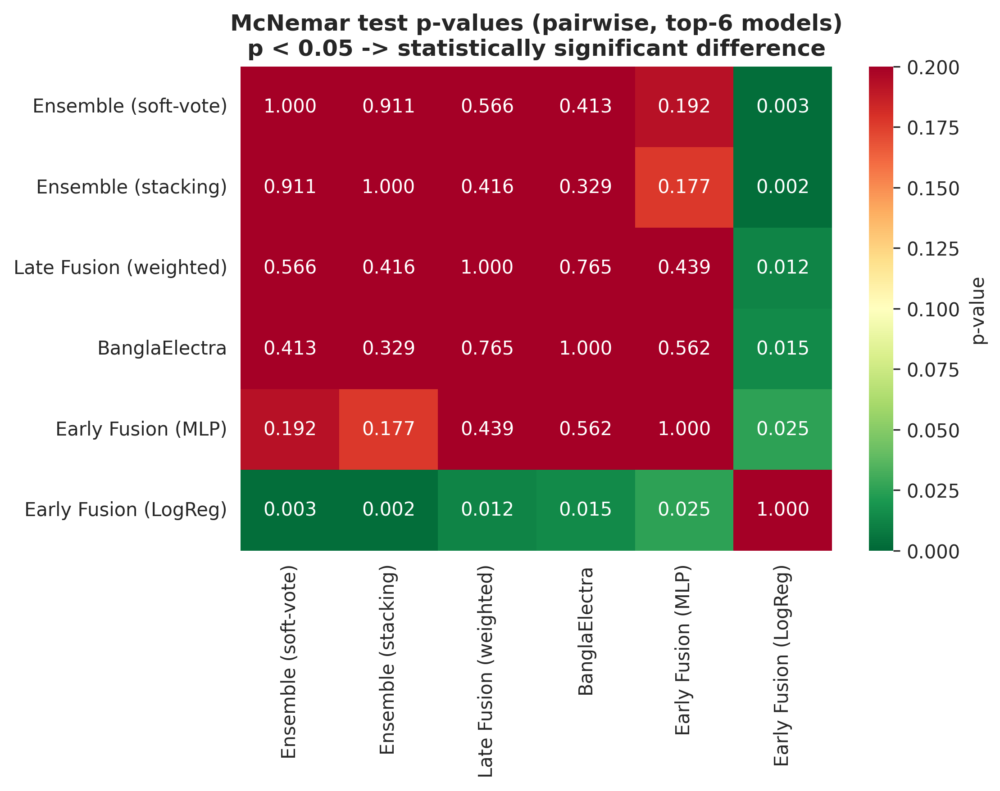 McNemar test p-values (pairwise, top-6 models)
p < 0.05 -> statistically significant difference
Ensemble (soft-vote) 1.000 0.911 0.566 0.413 0.192 0.003
Ensemble (stacking) 0.911 1.000 0.416 0.329 0.177 0.002
Late Fusion (weighted) 0.566 0.416 1.000 0.765 0.439 0.012
BanglaElectra 0.413 0.329 0.765 1.000 0.562 0.015
Early Fusion (MLP) 0.192 0.177 0.439 0.562 1.000 0.025
Early Fusion (LogReg) 0.003 0.002 0.012 0.015 0.025 1.000
Ensemble (soft-vote)
Ensemble (stacking)
Late Fusion (weighted)
BanglaElectra
Early Fusion (MLP)
Early Fusion (LogReg)
0.200
0.175
0.150
0.125
0.100
0.075
0.050
0.025
0.000
p-value